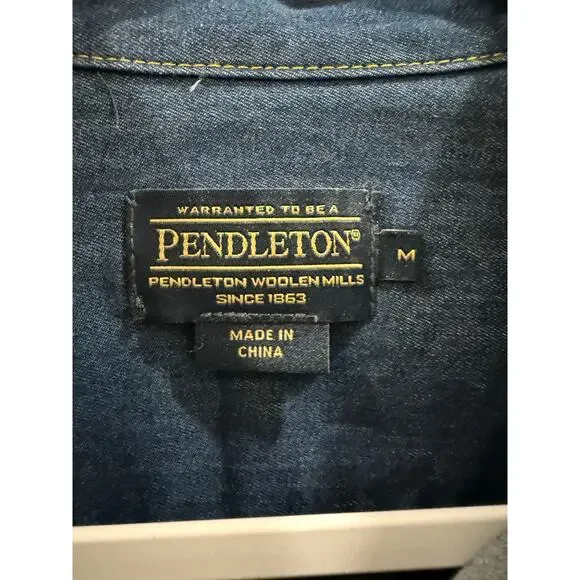 WARRANTED TO BE A
PENDLETON®
PENDLETON WOOLEN MILLS
SINCE 1863
M
MADE IN
CHINA